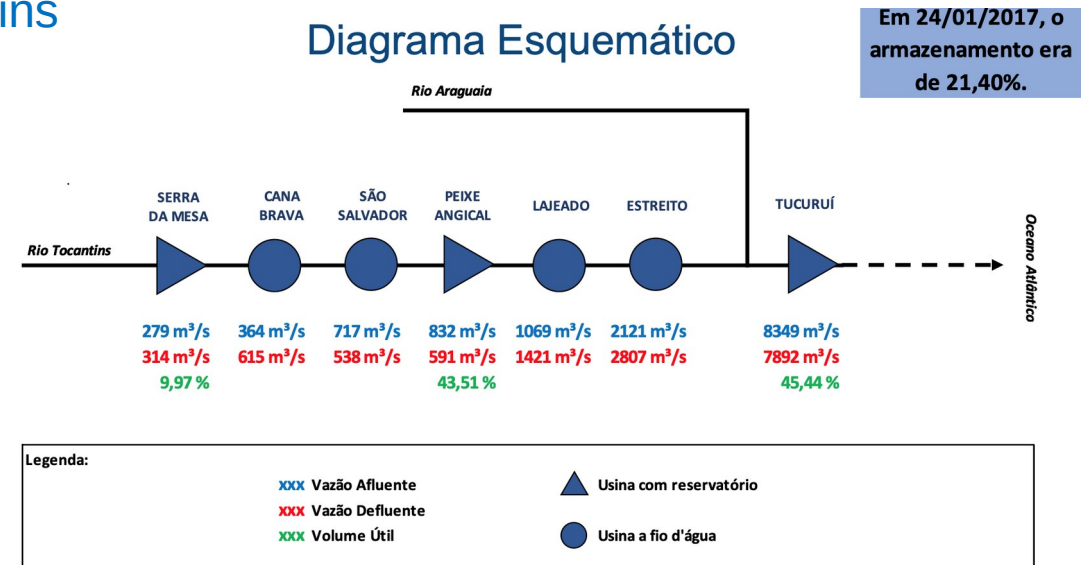 ins
Diagrama Esquemático
Em 24/01/2017, o
armazenamento era
de 21,40%.
Rio Araguaia
SERRA
DA MESA
CANA
BRAVA
SÃO
SALVADOR
PEIXE
ANGICAL
LAJEADO
ESTREITO
TUCURUÍ
Rio Tocantins
Oceano Atlântico
279 m³/s 364 m³/s 717 m³/s 832 m³/s 1069 m³/s 2121 m³/s 8349 m³/s
314 m³/s 615 m³/s 538 m³/s 591 m³/s 1421 m³/s 2807 m³/s 7892 m³/s
9,97 % 43,51 % 45,44 %
Legenda:
xxx Vazão Afluente
xxx Vazão Defluente
xxx Volume Útil
Usina com reservatório
Usina a fio d'água